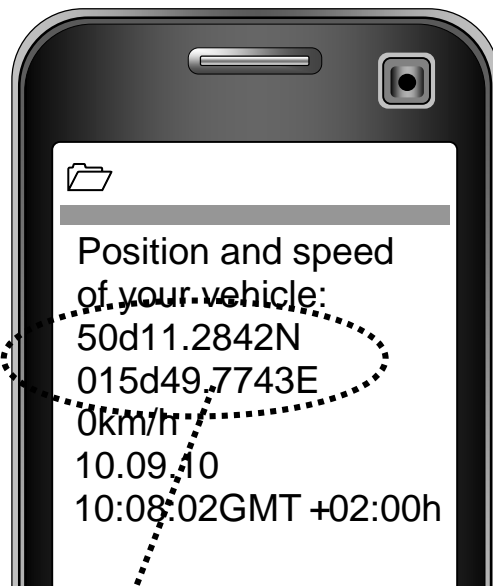 Position and speed
of your vehicle:
50d11.2842N
015d49.7743E
0km/h
10.09.10
10:08:02GMT +02:00h